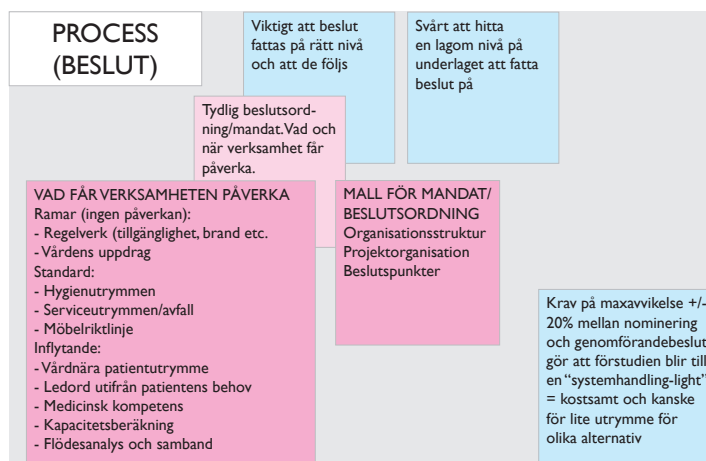 PROCESS
(BESLUT)
Viktigt att beslut
fattas på rätt nivå
och att de följs
Svårt att hitta
en lagom nivå på
underlaget att fatta
beslut på
Tydlig beslutsord-
ning/mandat. Vad och
när verksamhet får
påverka.
VAD FÅR VERKSAMHETEN PÅVERKA
Ramar (ingen påverkan):
- Regelverk (tillgänglighet, brand etc.
- Vårdens uppdrag
Standard:
- Hygienutrymmen
- Serviceutrymmen/avfall
- Möbelriktlinje
Inflytande:
- Vårdnära patientutrymme
- Ledord utifrån patientens behov
- Medicinsk kompetens
- Kapacitetsberäkning
- Flödesanalys och samband
MALL FÖR MANDAT/
BESLUTSORDNING
Organisationsstruktur
Projektorganisation
Beslutspunkter
Krav på maxavvikelse +/-
20% mellan nominering
och genomförandebeslut
gör att förstudien blir till
en “systemhandling-light”
= kostsamt och kanske
för lite utrymme för
olika alternativ